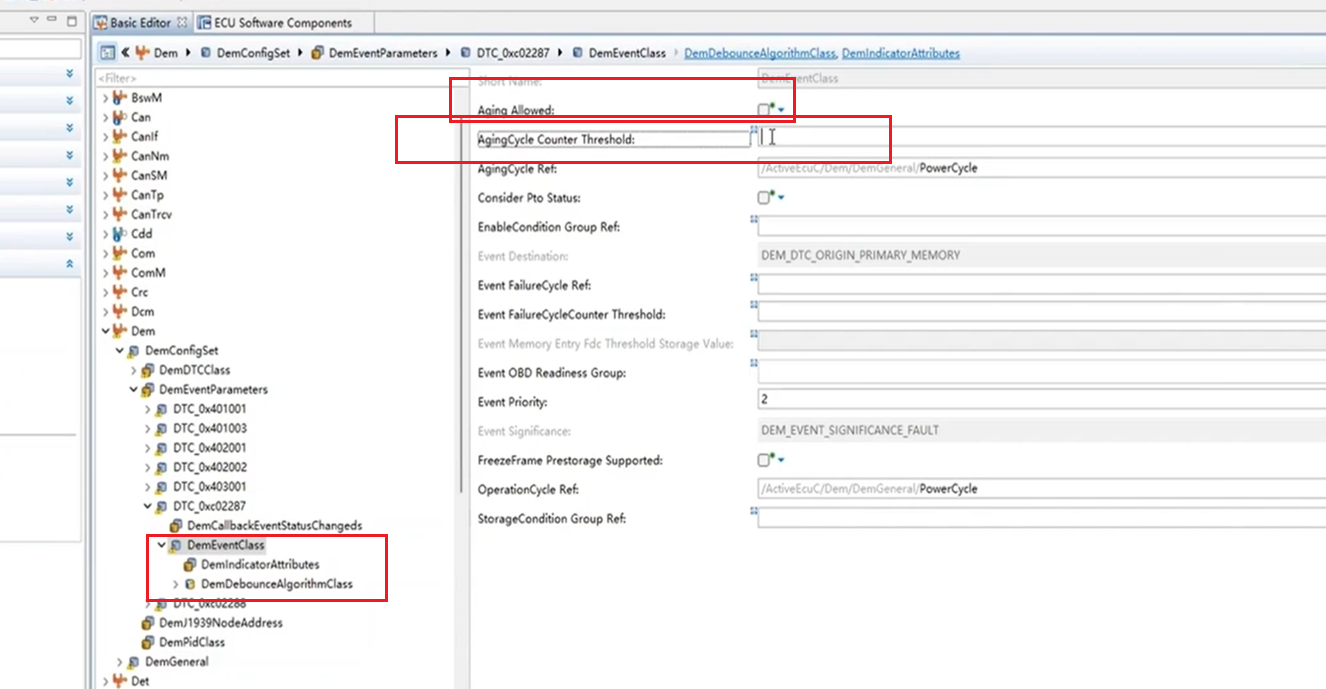 Basic Editor
ECU Software Components
Dem
DemConfigSet
DemEventParameters
DTC_0xc02287
DemEventClass
DemDebounceAlgorithmClass, DemIndicatorAttributes
<Filter>
BswM
Can
CanIf
CanNm
CanSM
CanTp
CanTrcv
Cdd
Com
ComM
Crc
Dcm
Dem
DemConfigSet
DemDTCClass
DemEventParameters
DTC_0x401001
DTC_0x401003
DTC_0x402001
DTC_0x402002
DTC_0x403001
DTC_0xc02287
DemCallbackEventStatusChangeds
DemEventClass
DemIndicatorAttributes
DemDebounceAlgorithmClass
DTC_0xc02288
DemJ1939NodeAddress
DemPidClass
DemGeneral
Det
Short Name: DemEventClass
Aging Allowed:
AgingCycle Counter Threshold:
AgingCycle Ref: /ActiveEcuC/Dem/DemGeneral/PowerCycle
Consider Pto Status:
EnableCondition Group Ref:
Event Destination: DEM_DTC_ORIGIN_PRIMARY_MEMORY
Event FailureCycle Ref:
Event FailureCycleCounter Threshold:
Event Memory Entry Fdc Threshold Storage Value:
Event OBD Readiness Group:
Event Priority: 2
Event Significance: DEM_EVENT_SIGNIFICANCE_FAULT
FreezeFrame Prestorage Supported:
OperationCycle Ref: /ActiveEcuC/Dem/DemGeneral/PowerCycle
StorageCondition Group Ref: